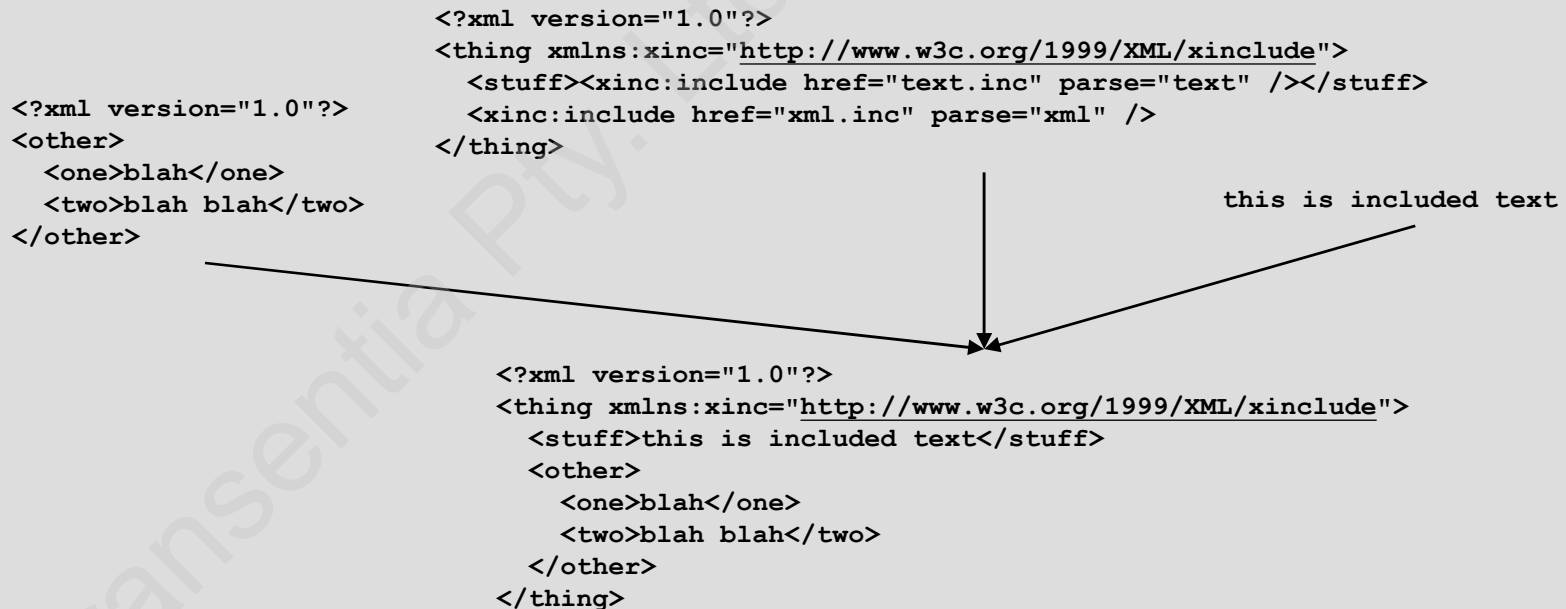 <?xml version="1.0"?>
<thing xmlns:xinc="http://www.w3c.org/1999/XML/xinclude">
  <stuff><xinc:include href="text.inc" parse="text" /></stuff>
  <xinc:include href="xml.inc" parse="xml" />
</thing>
<?xml version="1.0"?>
<other>
  <one>blah</one>
  <two>blah blah</two>
</other>
this is included text
<?xml version="1.0"?>
<thing xmlns:xinc="http://www.w3c.org/1999/XML/xinclude">
  <stuff>this is included text</stuff>
  <other>
    <one>blah</one>
    <two>blah blah</two>
  </other>
</thing>
ansentia Pty. Lt